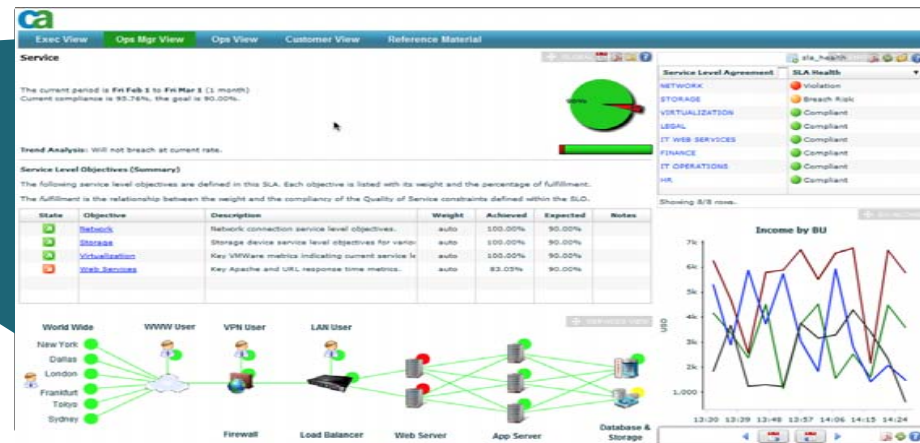 ca
Exec View Ops Mgr View Ops View Customer View Reference Material
Service
The current period is Fri Feb 1 to Fri Mar 1 (1 month)
Current compliance is 95.76%, the goal is 90.00%.
Trend Analysis: Will not breach at current rate.
Service Level Objectives (Summary)
The following service level objectives are defined in this SLA. Each objective is listed with its weight and the percentage of fulfillment.
The fulfillment is the relationship between the weight and the compliancy of the Quality of Service constraints defined within the SLO.
State Objective Description Weight Achieved Expected Notes
Network Network connection service level objectives. auto 100.00% 90.00%
Storage Storage device service level objectives for vario auto 100.00% 90.00%
Virtualization Key VMWare metrics indicating current service le auto 100.00% 90.00%
Web Services Key Apache and URL response time metrics. auto 83.05% 90.00%
World Wide WWW User VPN User LAN User
New York
Dallas
London
Frankfurt
Tokyo
Sydney
Firewall Load Balancer Web Server App Server Database & Storage
sla_health
Service Level Agreement SLA Health
NETWORK Violation
STORAGE Breach Risk
VIRTUALIZATION Compliant
LEGAL Compliant
IT WEB SERVICES Compliant
FINANCE Compliant
IT OPERATIONS Compliant
HR Compliant
Showing 8/8 rows.
Income by BU
7k
6k
5k
4k
3k
2k
1,000
USD
13:30 13:39 13:48 13:57 14:06 14:15 14:24